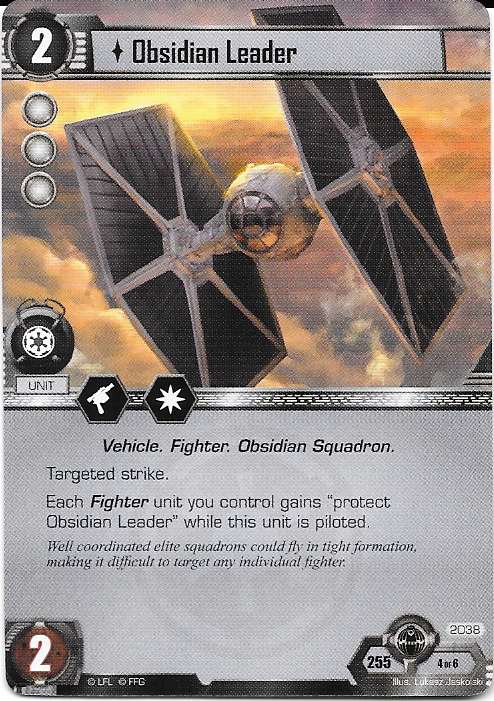 2
Obsidian Leader
UNIT
Vehicle. Fighter. Obsidian Squadron.
Targeted strike.
Each Fighter unit you control gains “protect
Obsidian Leader” while this unit is piloted.
Well coordinated elite squadrons could fly in tight formation,
making it difficult to target any individual fighter.
2038
2
255
4 of 6
© LFL © FFG
Illus. Lukasz Jaskolski